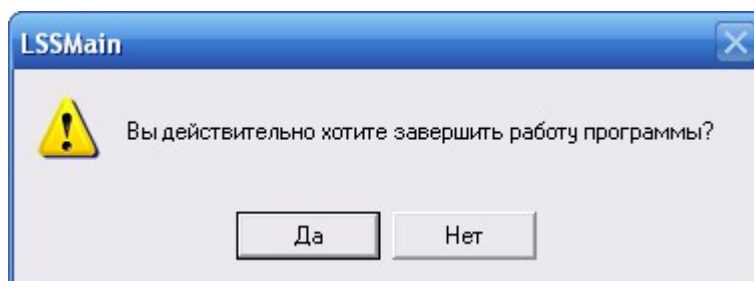 LSSMain
Вы действительно хотите завершить работу программы?
Да
Нет